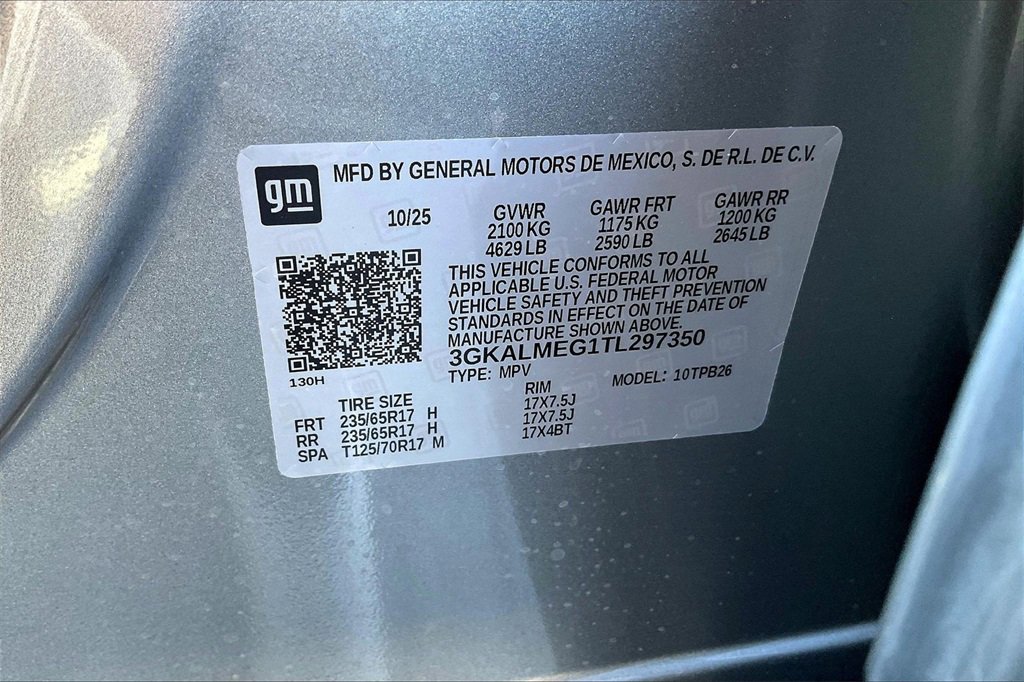 gm
MFD BY GENERAL MOTORS DE MEXICO, S. DE R.L. DE C.V.
10/25 GVWR GAWR FRT GAWR RR
2100 KG 1175 KG 1200 KG
4629 LB 2590 LB 2645 LB
THIS VEHICLE CONFORMS TO ALL
APPLICABLE U.S. FEDERAL MOTOR
VEHICLE SAFETY AND THEFT PREVENTION
STANDARDS IN EFFECT ON THE DATE OF
MANUFACTURE SHOWN ABOVE.
3GKALMEG1TL297350
130H
TYPE: MPV MODEL: 10TPB26
TIRE SIZE RIM
FRT 235/65R17 H 17X7.5J
RR 235/65R17 H 17X7.5J
SPA T125/70R17 M 17X4BT